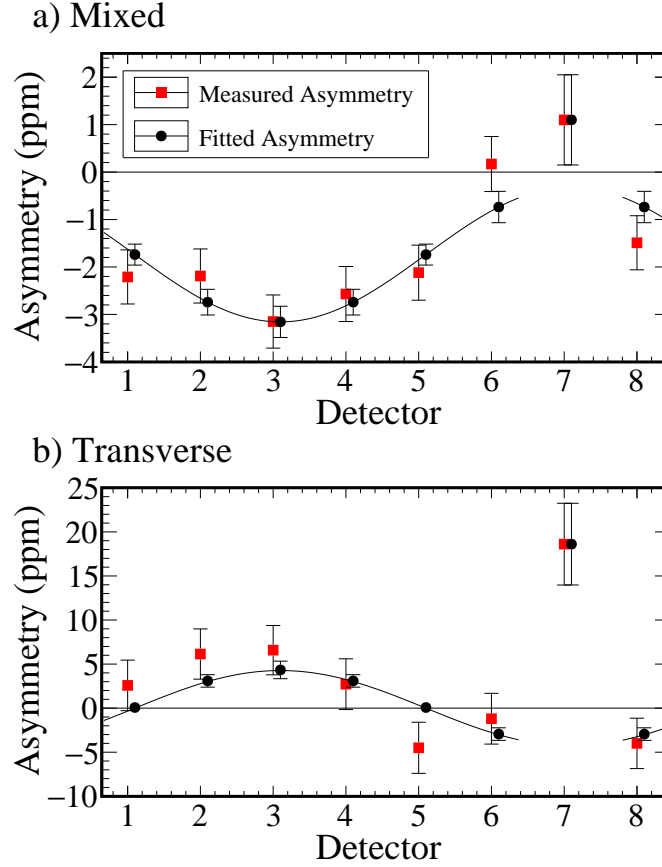 a) Mixed
Asymmetry (ppm)
2
1
0
−1
−2
−3
−4
Measured Asymmetry
Fitted Asymmetry
1 2 3 4 5 6 7 8
Detector
b) Transverse
Asymmetry (ppm)
25
20
15
10
5
0
−5
−10
1 2 3 4 5 6 7 8
Detector